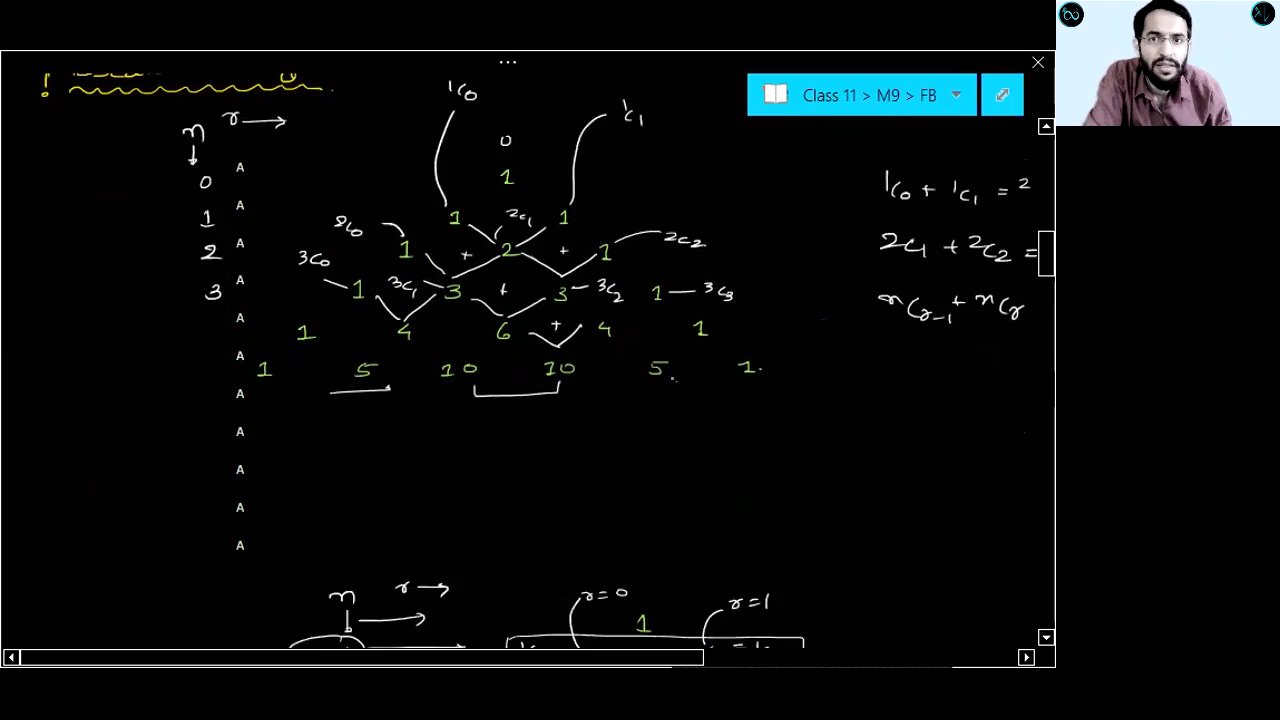 ...
Class 11 > M9 > FB
¹C₀ ¹C₁
n r →
0
A
0 1
¹C₀ + ¹C₁ = 2
A
1 1 1
²C₀ ²C₁ ²C₂
A
2 1 + 2 + 1
²C₁ + ²C₂ =
³C₀ ³C₁ ³C₂ ³C₃
A
3 1 3 + 3 1
ⁿCᵣ₋₁ + ⁿCᵣ
A
1 4 6 + 4 1
A
1 5 10 10 5 1
A
A
A
A
A
n r → r=0 r=1
1